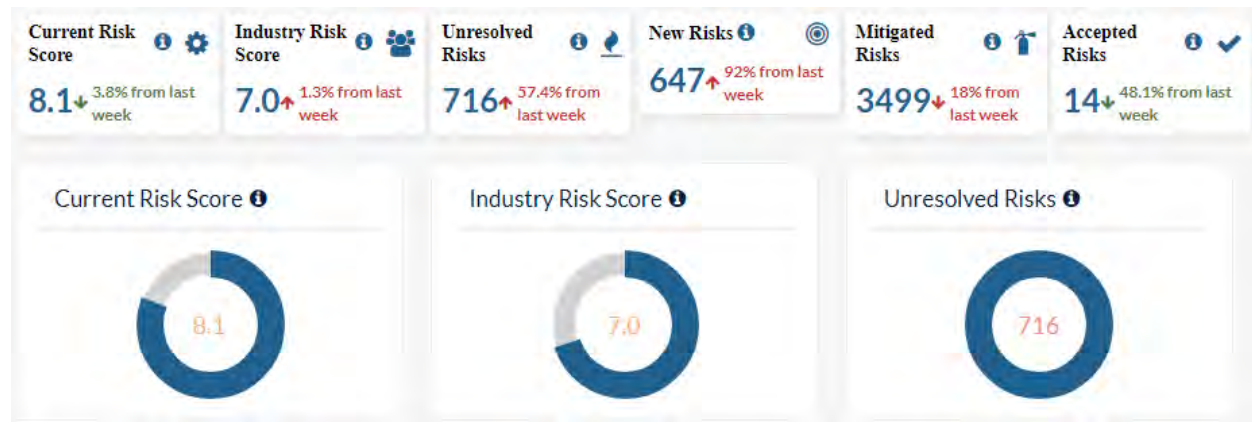 Current Risk
Score
8.1 3.8% from last
week
Industry Risk
Score
7.0 1.3% from last
week
Unresolved
Risks
716 57.4% from
last week
New Risks
647 92% from last
week
Mitigated
Risks
3499 18% from
last week
Accepted
Risks
14 48.1% from last
week
Current Risk Score
8.1
Industry Risk Score
7.0
Unresolved Risks
716